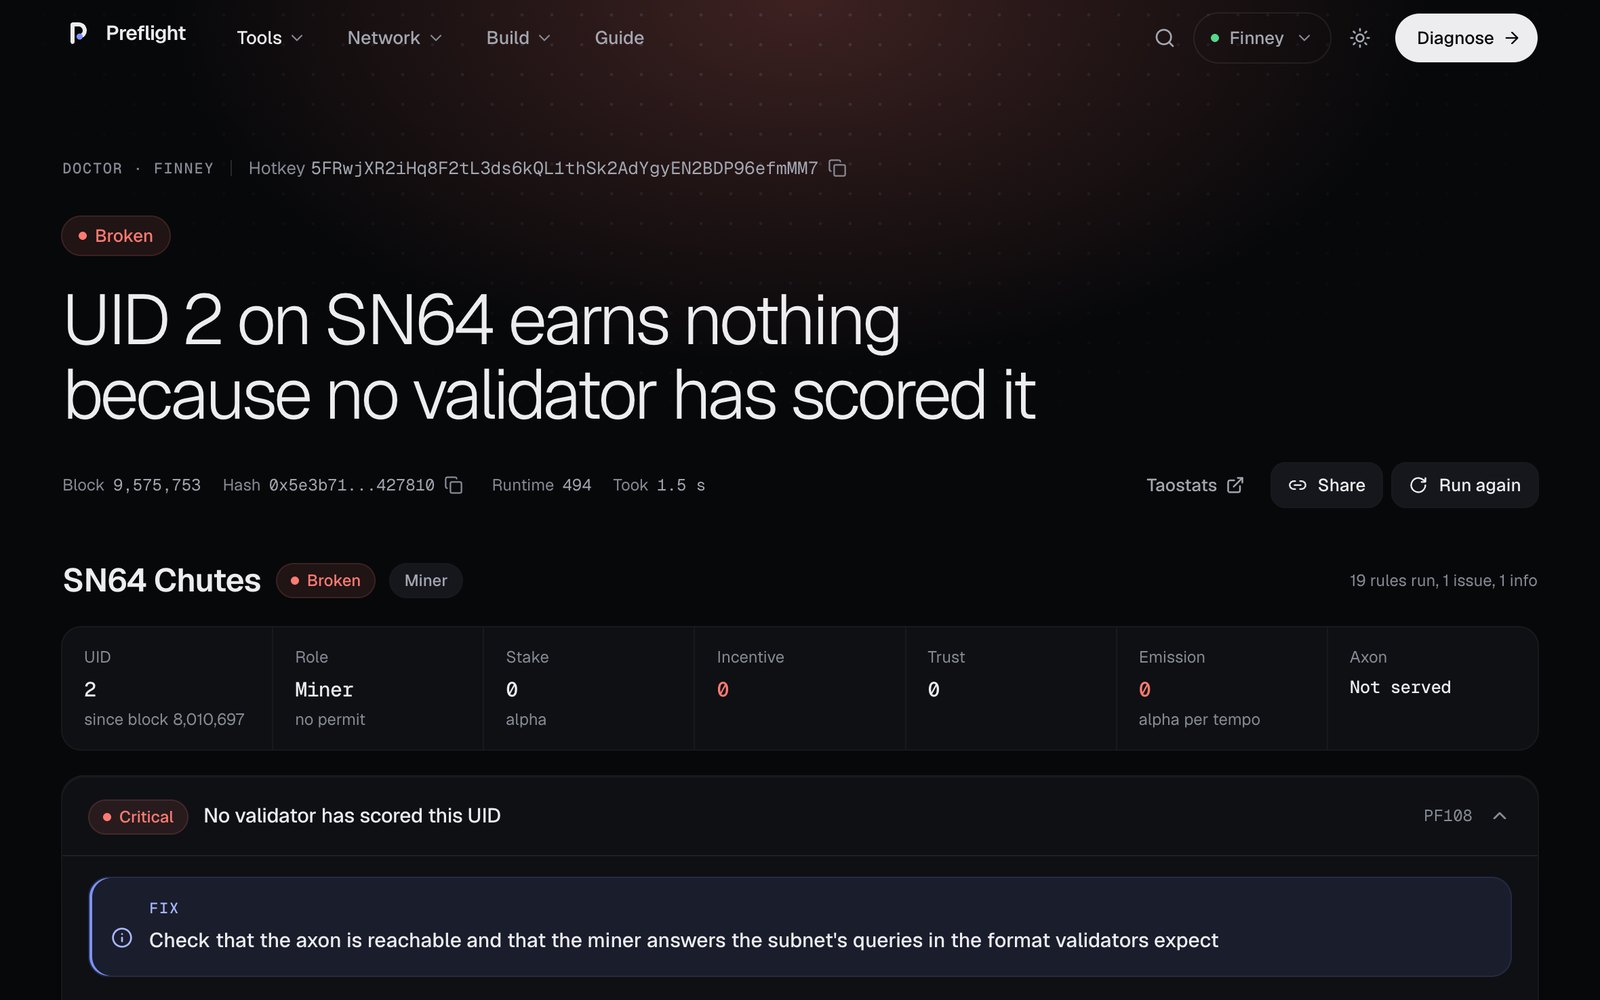 Preflight
Tools
Network
Build
Guide
Finney
Diagnose
DOCTOR · FINNEY
Hotkey 5FRwjXR2iHq8F2tL3ds6kQL1thSk2AdYgyEN2BDP96efmMM7
Broken
UID 2 on SN64 earns nothing
because no validator has scored it
Block 9,575,753 Hash 0x5e3b71...427810 Runtime 494 Took 1.5 s
Taostats
Share
Run again
SN64 Chutes
Broken
Miner
19 rules run, 1 issue, 1 info
UID
2
since block 8,010,697
Role
Miner
no permit
Stake
0
alpha
Incentive
0
Trust
0
Emission
0
alpha per tempo
Axon
Not served
Critical
No validator has scored this UID
PF108
FIX
Check that the axon is reachable and that the miner answers the subnet's queries in the format validators expect